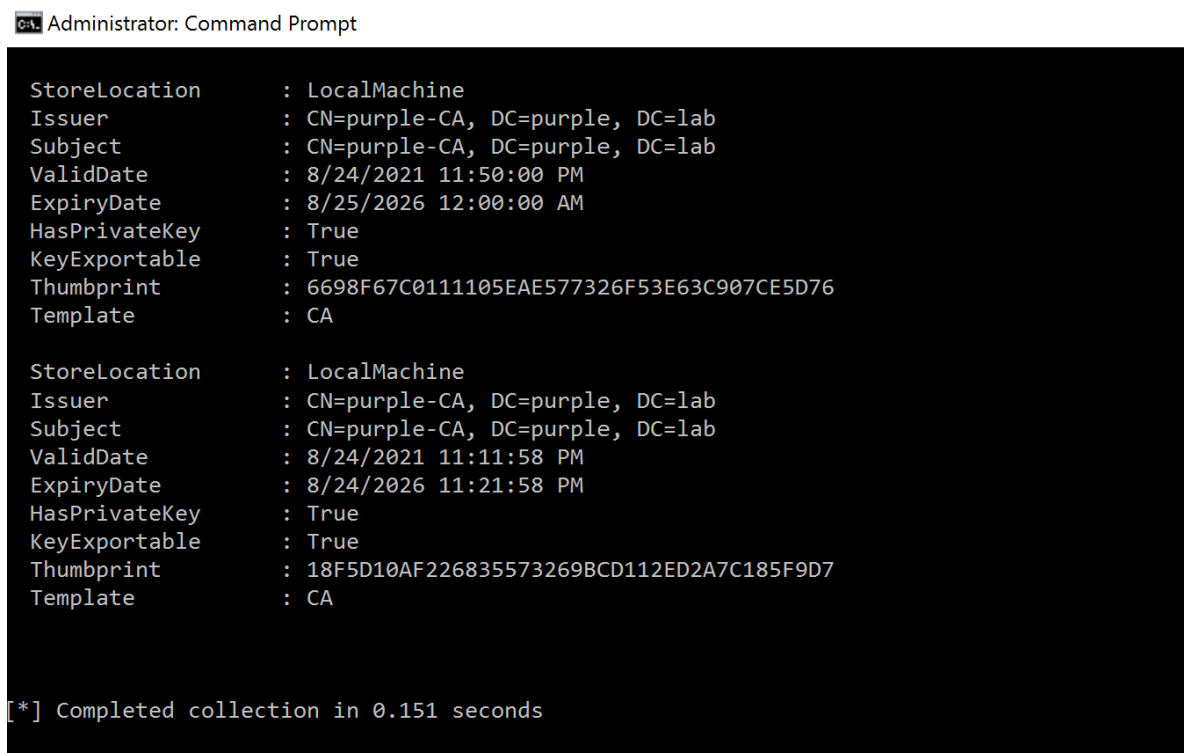 Administrator: Command Prompt
StoreLocation : LocalMachine
Issuer : CN=purple-CA, DC=purple, DC=lab
Subject : CN=purple-CA, DC=purple, DC=lab
ValidDate : 8/24/2021 11:50:00 PM
ExpiryDate : 8/25/2026 12:00:00 AM
HasPrivateKey : True
KeyExportable : True
Thumbprint : 6698F67C0111105EAE577326F53E63C907CE5D76
Template : CA
StoreLocation : LocalMachine
Issuer : CN=purple-CA, DC=purple, DC=lab
Subject : CN=purple-CA, DC=purple, DC=lab
ValidDate : 8/24/2021 11:11:58 PM
ExpiryDate : 8/24/2026 11:21:58 PM
HasPrivateKey : True
KeyExportable : True
Thumbprint : 18F5D10AF226835573269BCD112ED2A7C185F9D7
Template : CA
[*] Completed collection in 0.151 seconds